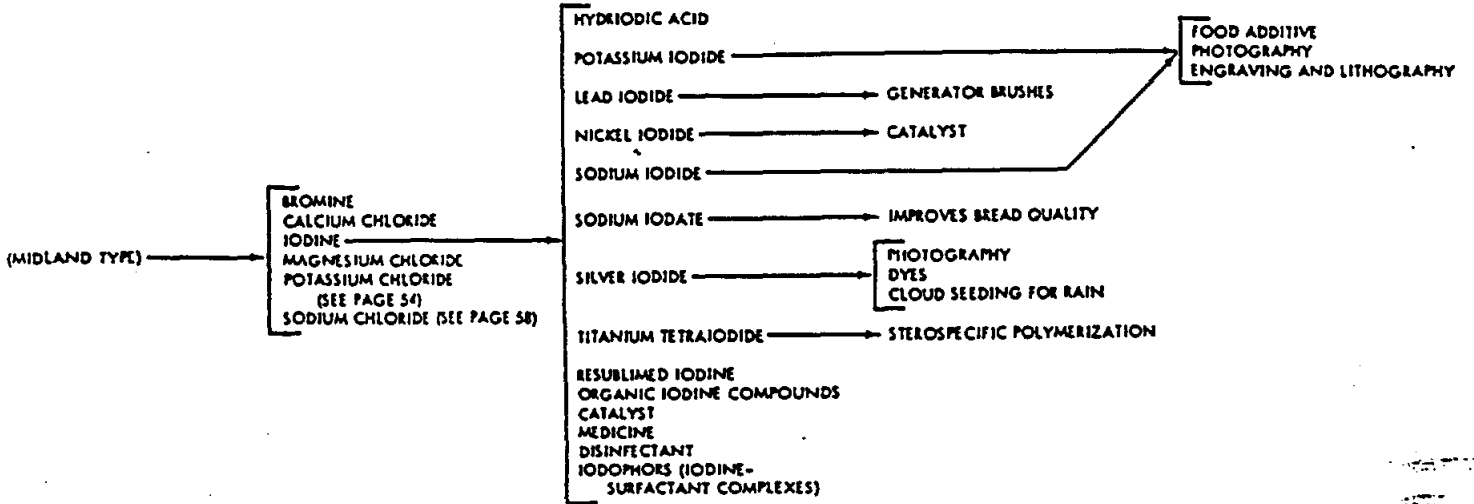 (MIDLAND TYPE)
BROMINE
CALCIUM CHLORIDE
IODINE
MAGNESIUM CHLORIDE
POTASSIUM CHLORIDE
(SEE PAGE 54)
SODIUM CHLORIDE (SEE PAGE 58)
HYDRIODIC ACID
POTASSIUM IODIDE
LEAD IODIDE
NICKEL IODIDE
SODIUM IODIDE
SODIUM IODATE
SILVER IODIDE
TITANIUM TETRAIODIDE
RESUBLIMED IODINE
ORGANIC IODINE COMPOUNDS
CATALYST
MEDICINE
DISINFECTANT
IODOPHORS (IODINE-
SURFACTANT COMPLEXES)
GENERATOR BRUSHES
CATALYST
IMPROVES BREAD QUALITY
PHOTOGRAPHY
DYES
CLOUD SEEDING FOR RAIN
STEROSPECIFIC POLYMERIZATION
FOOD ADDITIVE
PHOTOGRAPHY
ENGRAVING AND LITHOGRAPHY